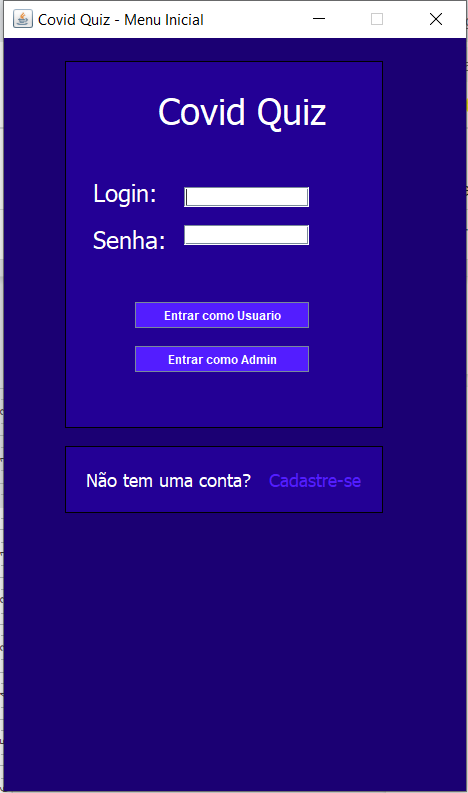 Covid Quiz - Menu Inicial
Covid Quiz
Login:
Senha:
Entrar como Usuario
Entrar como Admin
Não tem uma conta? Cadastre-se